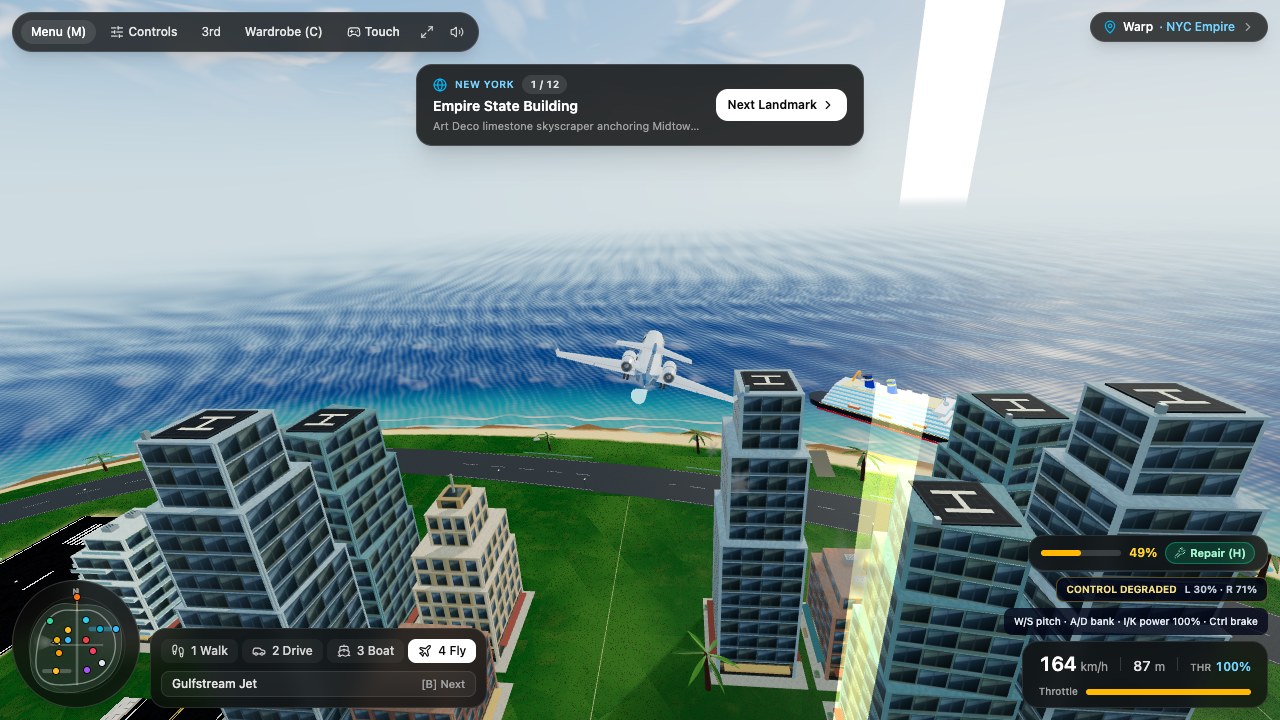 Menu (M) Controls 3rd Wardrobe (C) Touch
Warp · NYC Empire
NEW YORK 1 / 12
Empire State Building
Art Deco limestone skyscraper anchoring Midtow...
Next Landmark
H H H H H
N
49% Repair (H)
CONTROL DEGRADED L 30% · R 71%
W/S pitch · A/D bank · I/K power 100% · Ctrl brake
1 Walk 2 Drive 3 Boat 4 Fly
Gulfstream Jet [B] Next
164 km/h 87 m THR 100%
Throttle